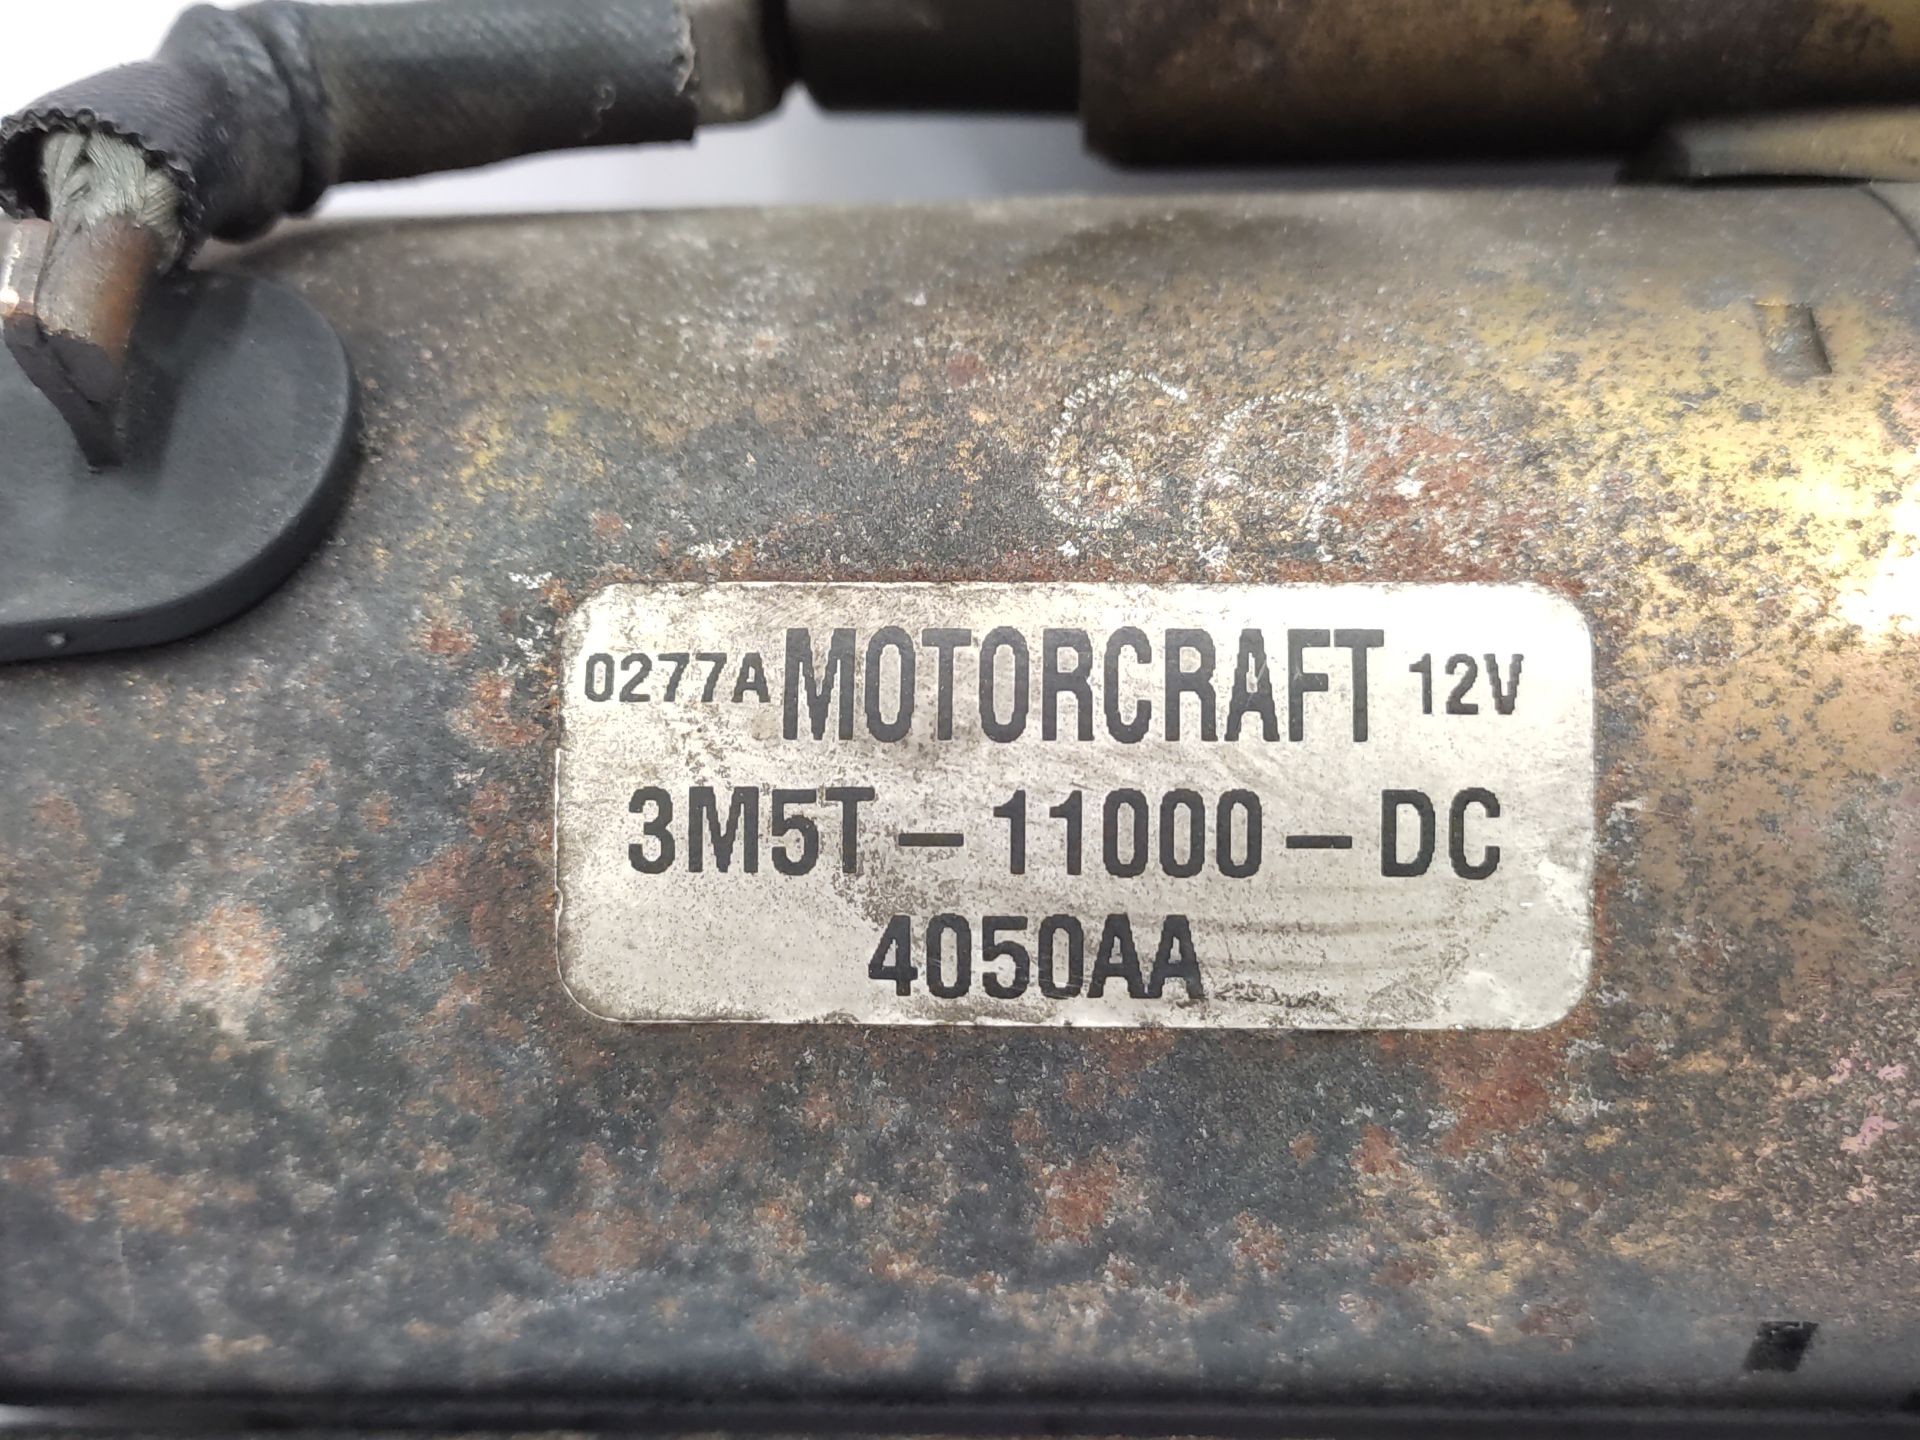 0277A MOTORCRAFT 12V
3M5T-11000-DC
4050AA